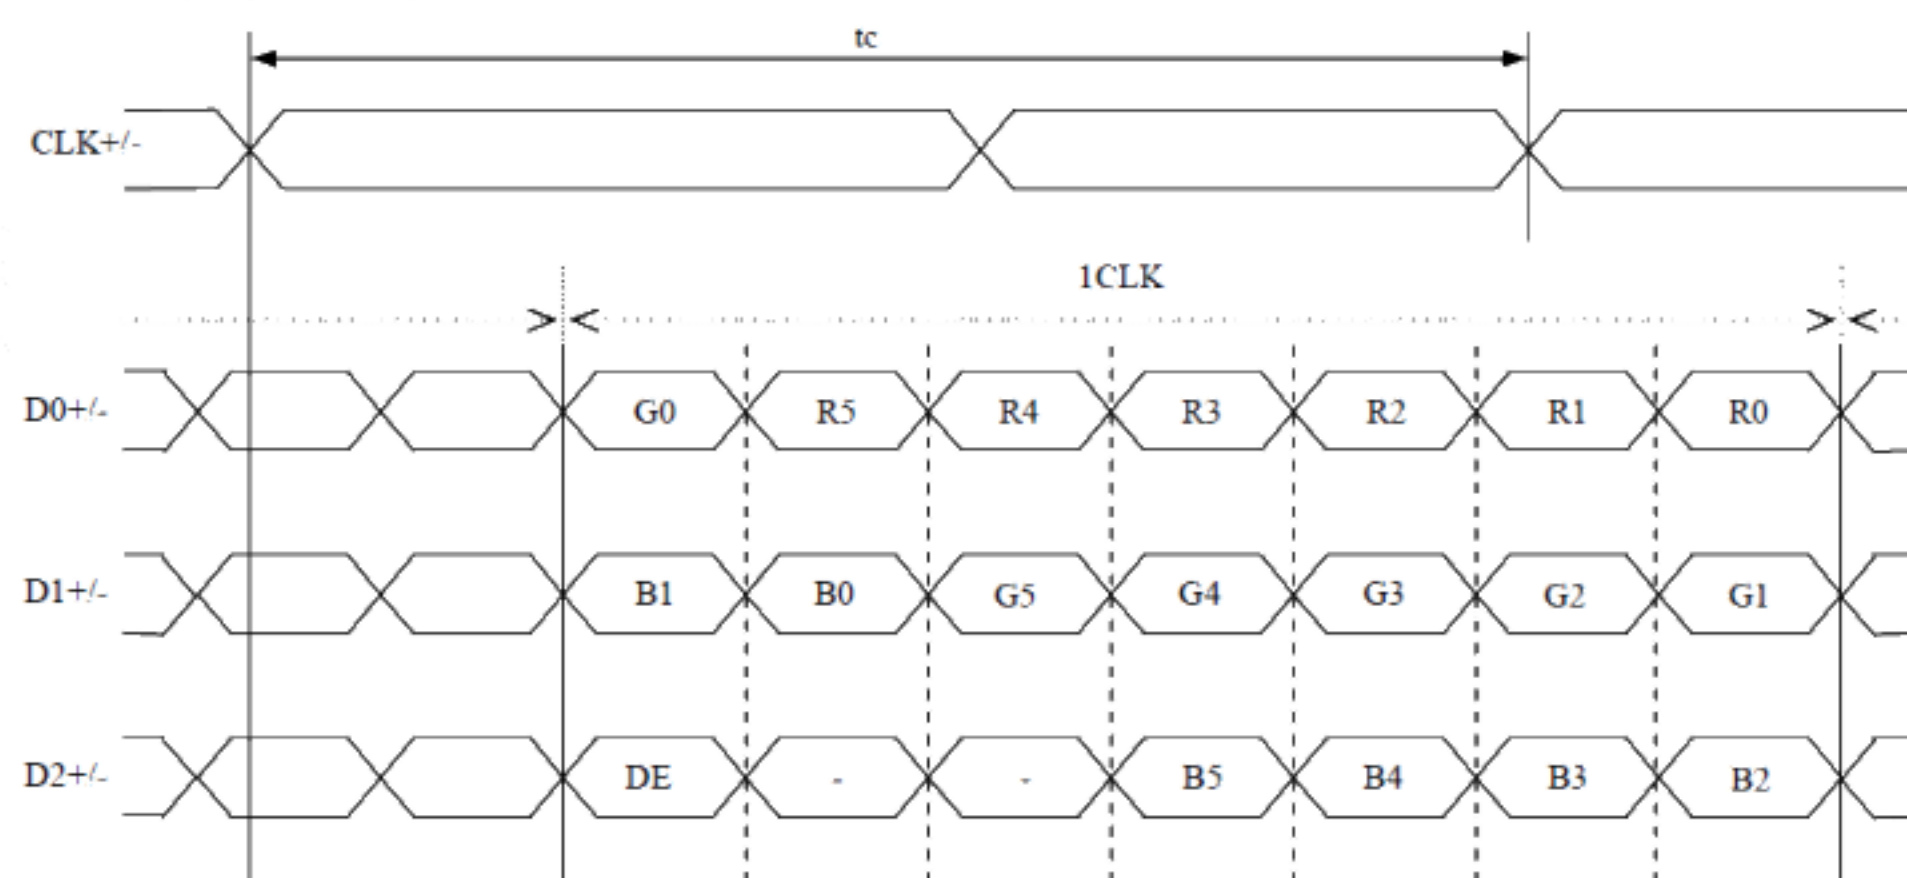 tc
CLK+/-
1CLK
D0+/- G0 R5 R4 R3 R2 R1 R0
D1+/- B1 B0 G5 G4 G3 G2 G1
D2+/- DE - - B5 B4 B3 B2